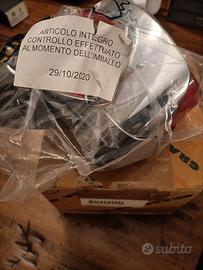 ARTICOLO INTEGRO
CONTROLLO EFFETTUATO
AL MOMENTO DELL'IMBALLO
29/10/2020
subito